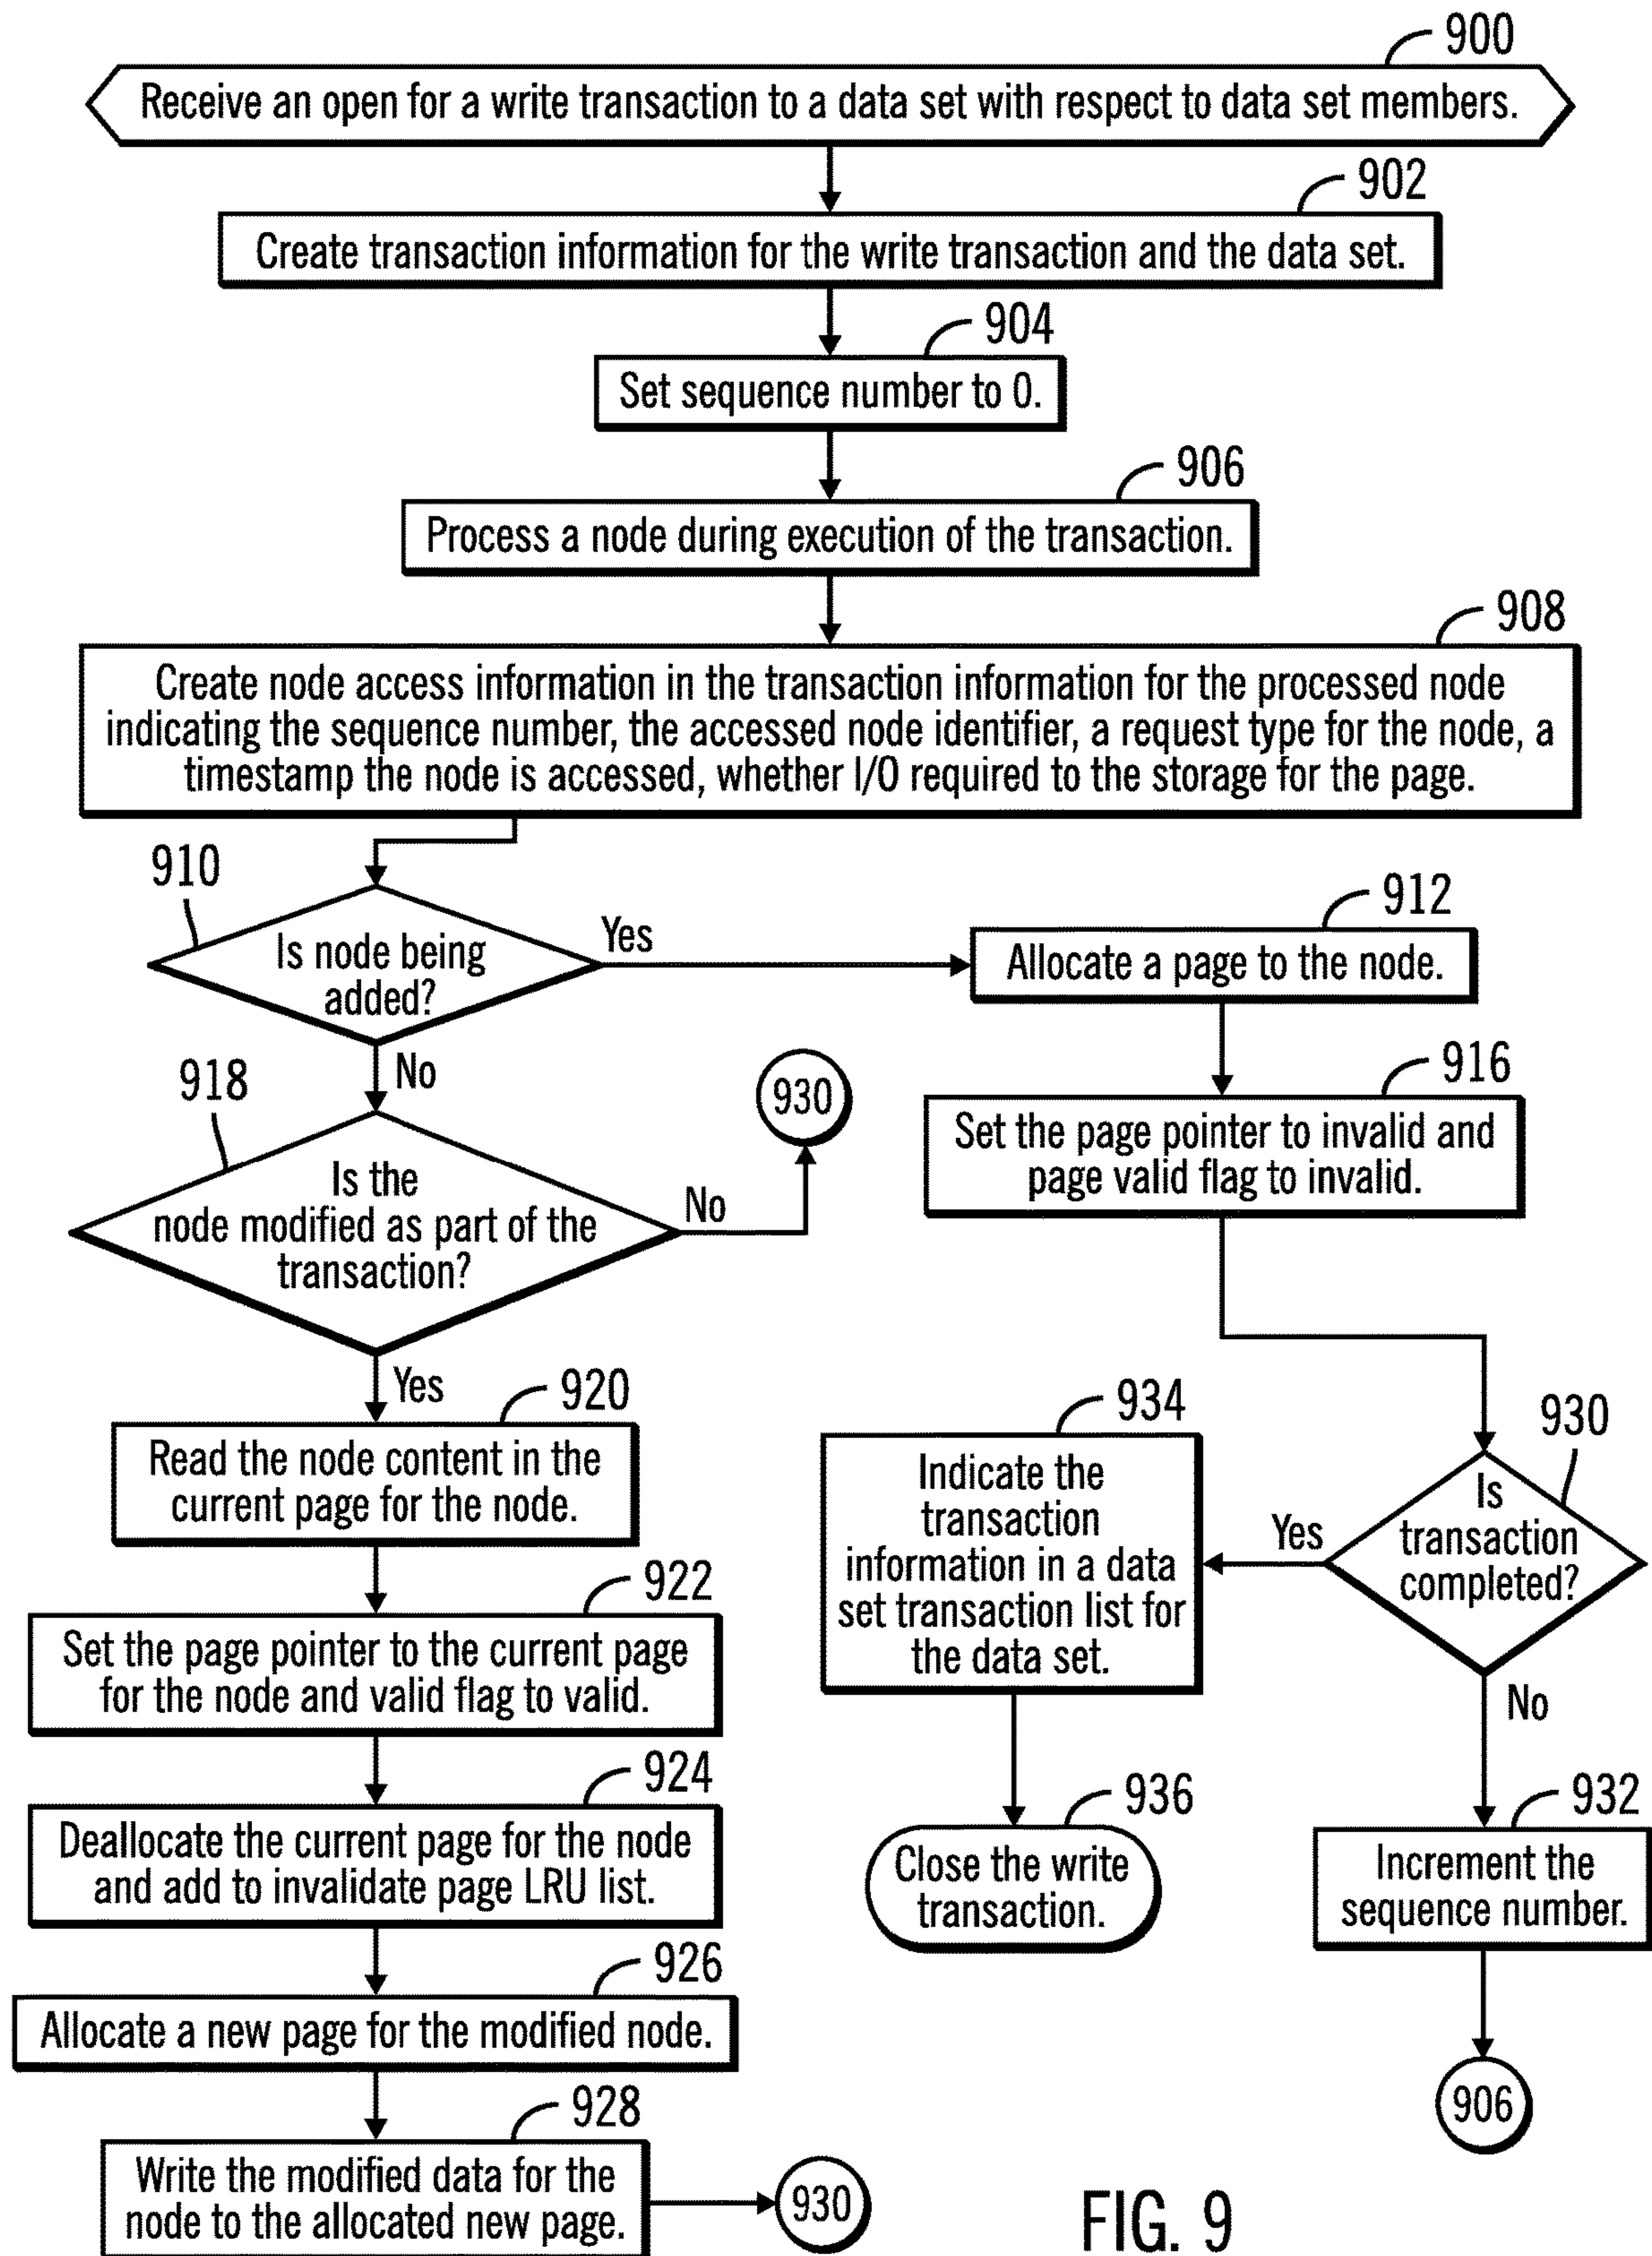 900
Receive an open for a write transaction to a data set with respect to data set members.
902
Create transaction information for the write transaction and the data set.
904
Set sequence number to 0.
906
Process a node during execution of the transaction.
908
Create node access information in the transaction information for the processed node
indicating the sequence number, the accessed node identifier, a request type for the node, a
timestamp the node is accessed, whether I/O required to the storage for the page.
910
Is node being
added?
Yes
No
912
Allocate a page to the node.
916
Set the page pointer to invalid and
page valid flag to invalid.
918
Is the
node modified as part of the
transaction?
No
930
Yes
920
Read the node content in the
current page for the node.
922
Set the page pointer to the current page
for the node and valid flag to valid.
924
Deallocate the current page for the node
and add to invalidate page LRU list.
926
Allocate a new page for the modified node.
928
Write the modified data for the
node to the allocated new page.
930
930
Is
transaction
completed?
Yes
No
934
Indicate the
transaction
information in a data
set transaction list for
the data set.
936
Close the write
transaction.
932
Increment the
sequence number.
906
FIG. 9